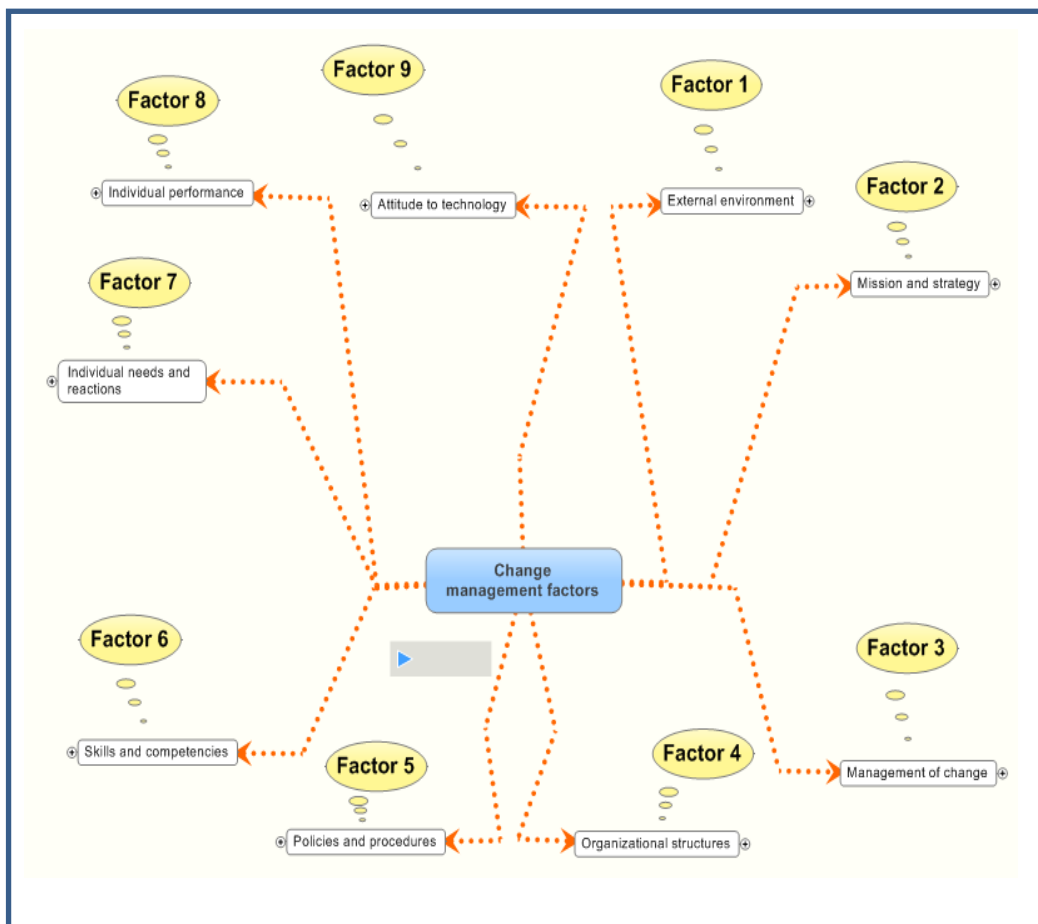 Factor 9
Factor 1
Factor 8
Factor 2
Individual performance
Attitude to technology
External environment
Factor 7
Mission and strategy
Individual needs and
reactions
Change
management factors
Factor 6
Factor 3
Skills and competencies
Factor 5
Factor 4
Management of change
Policies and procedures
Organizational structures